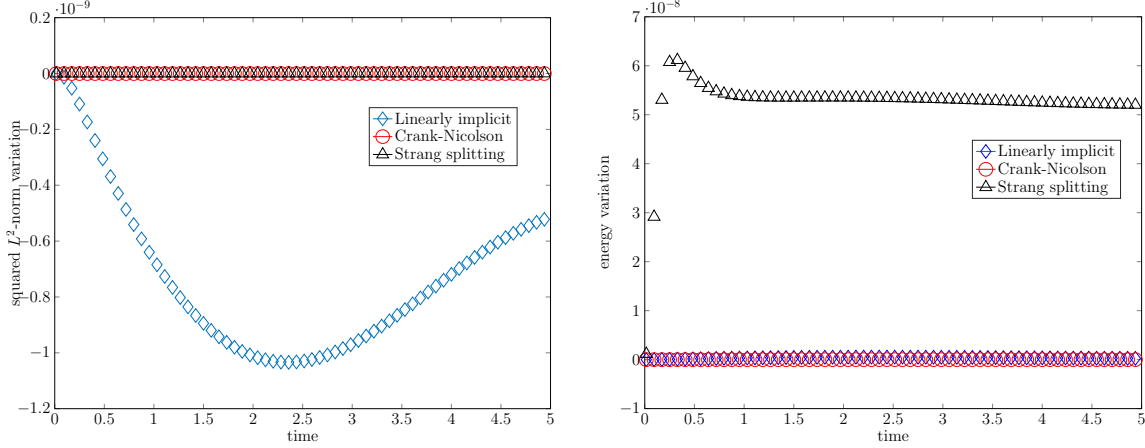 0.2 ·10⁻⁹
0
−0.2
−0.4
−0.6
−0.8
−1
−1.2
squared L²-norm variation
Linearly implicit
Crank-Nicolson
Strang splitting
0 0.5 1 1.5 2 2.5 3 3.5 4 4.5 5
time
7 ·10⁻⁸
6
5
4
3
2
1
0
−1
energy variation
Linearly implicit
Crank-Nicolson
Strang splitting
0 0.5 1 1.5 2 2.5 3 3.5 4 4.5 5
time